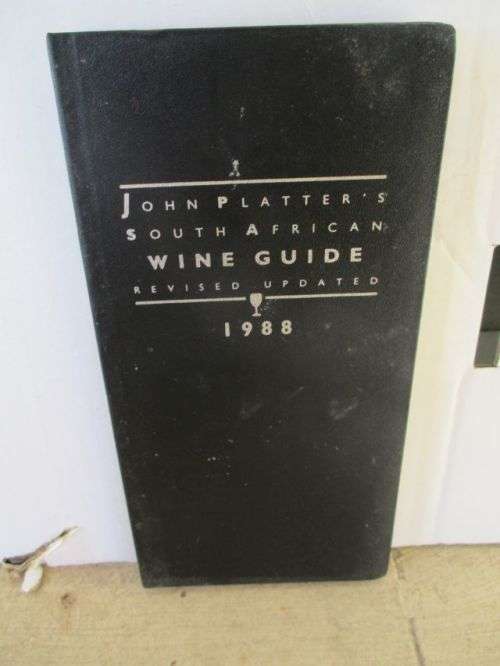 JOHN PLATTER'S
SOUTH AFRICAN
WINE GUIDE
REVISED UPDATED
1988